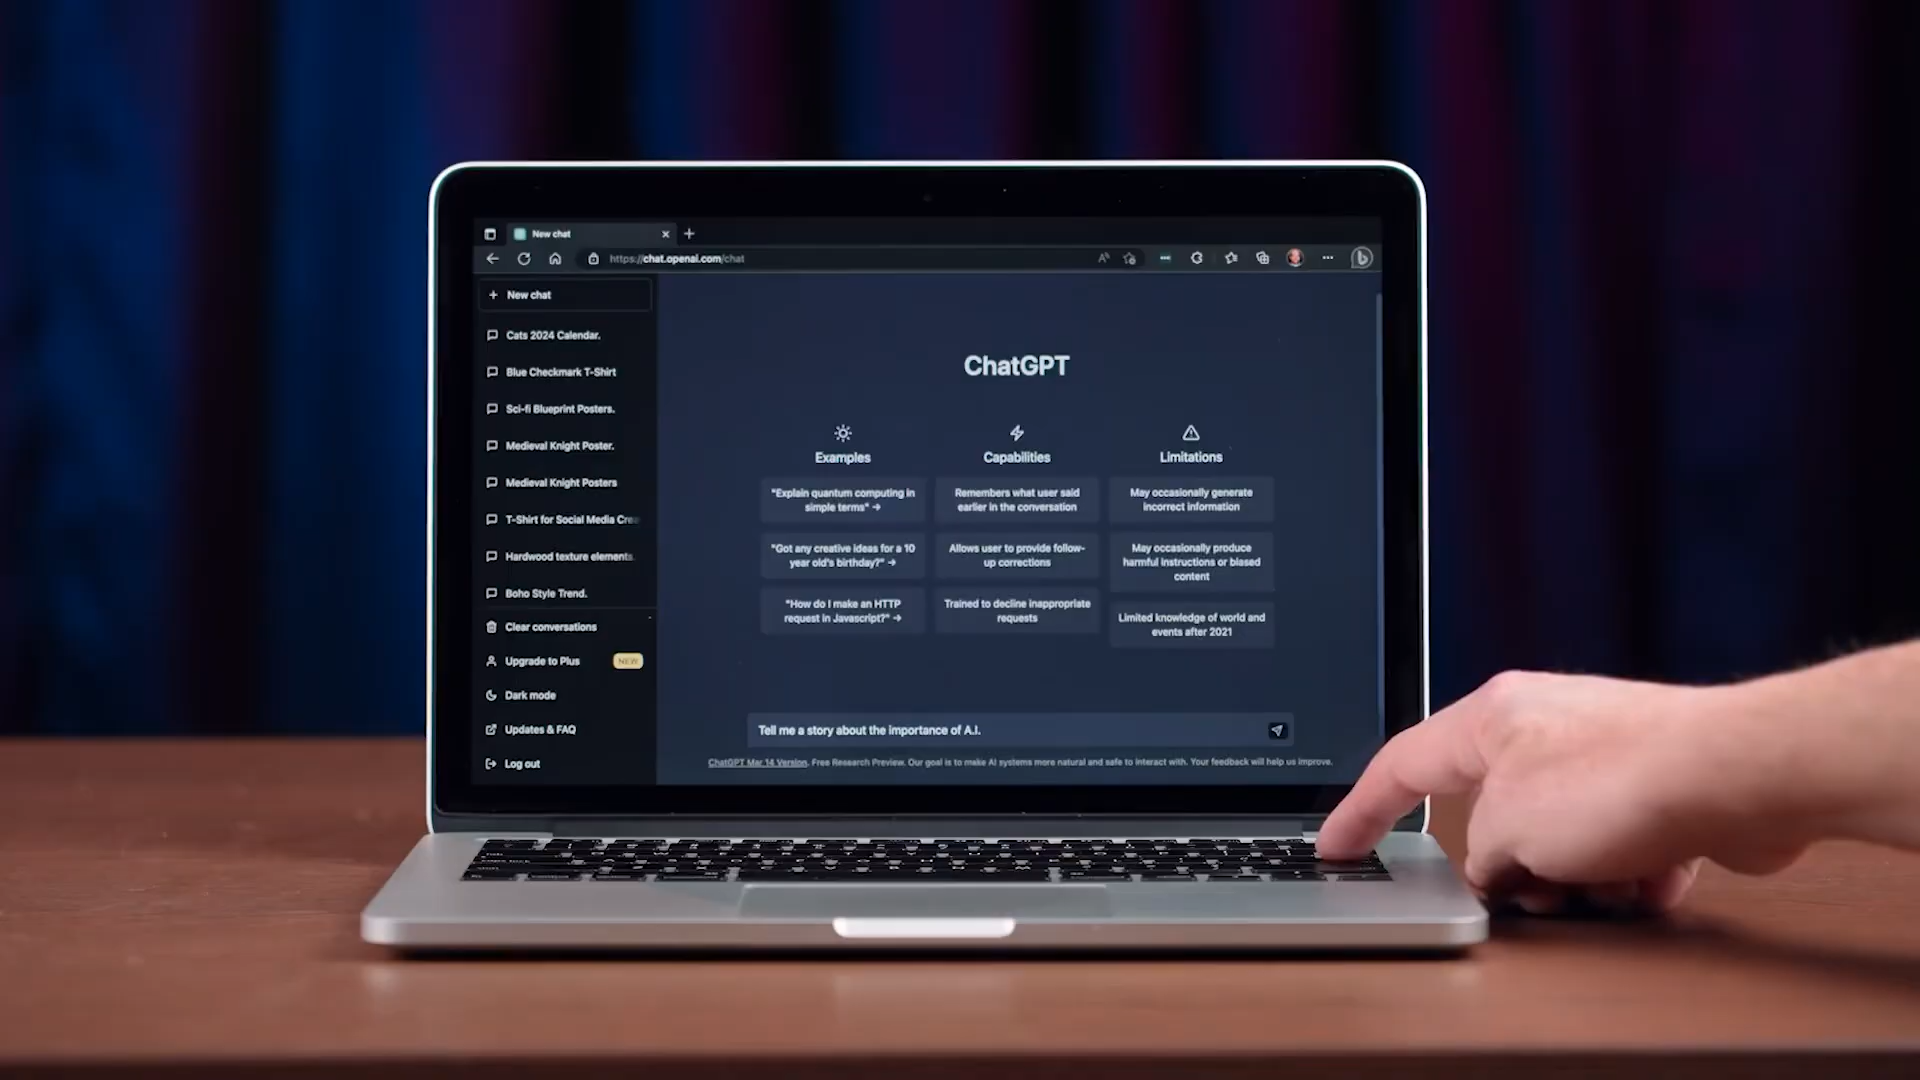 New chat
https://chat.openai.com/chat
New chat
Cats 2024 Calendar.
Blue Checkmark T-Shirt
Sci-fi Blueprint Posters.
Medieval Knight Poster.
Medieval Knight Posters
T-Shirt for Social Media Crea
Hardwood texture elements.
Boho Style Trend.
Clear conversations
Upgrade to Plus NEW
Dark mode
Updates & FAQ
Log out
ChatGPT
Examples
"Explain quantum computing in
simple terms" →
"Got any creative ideas for a 10
year old's birthday?" →
"How do I make an HTTP
request in Javascript?" →
Capabilities
Remembers what user said
earlier in the conversation
Allows user to provide follow-
up corrections
Trained to decline inappropriate
requests
Limitations
May occasionally generate
incorrect information
May occasionally produce
harmful instructions or biased
content
Limited knowledge of world and
events after 2021
Tell me a story about the importance of A.I.
ChatGPT Mar 14 Version. Free Research Preview. Our goal is to make AI systems more natural and safe to interact with. Your feedback will help us improve.